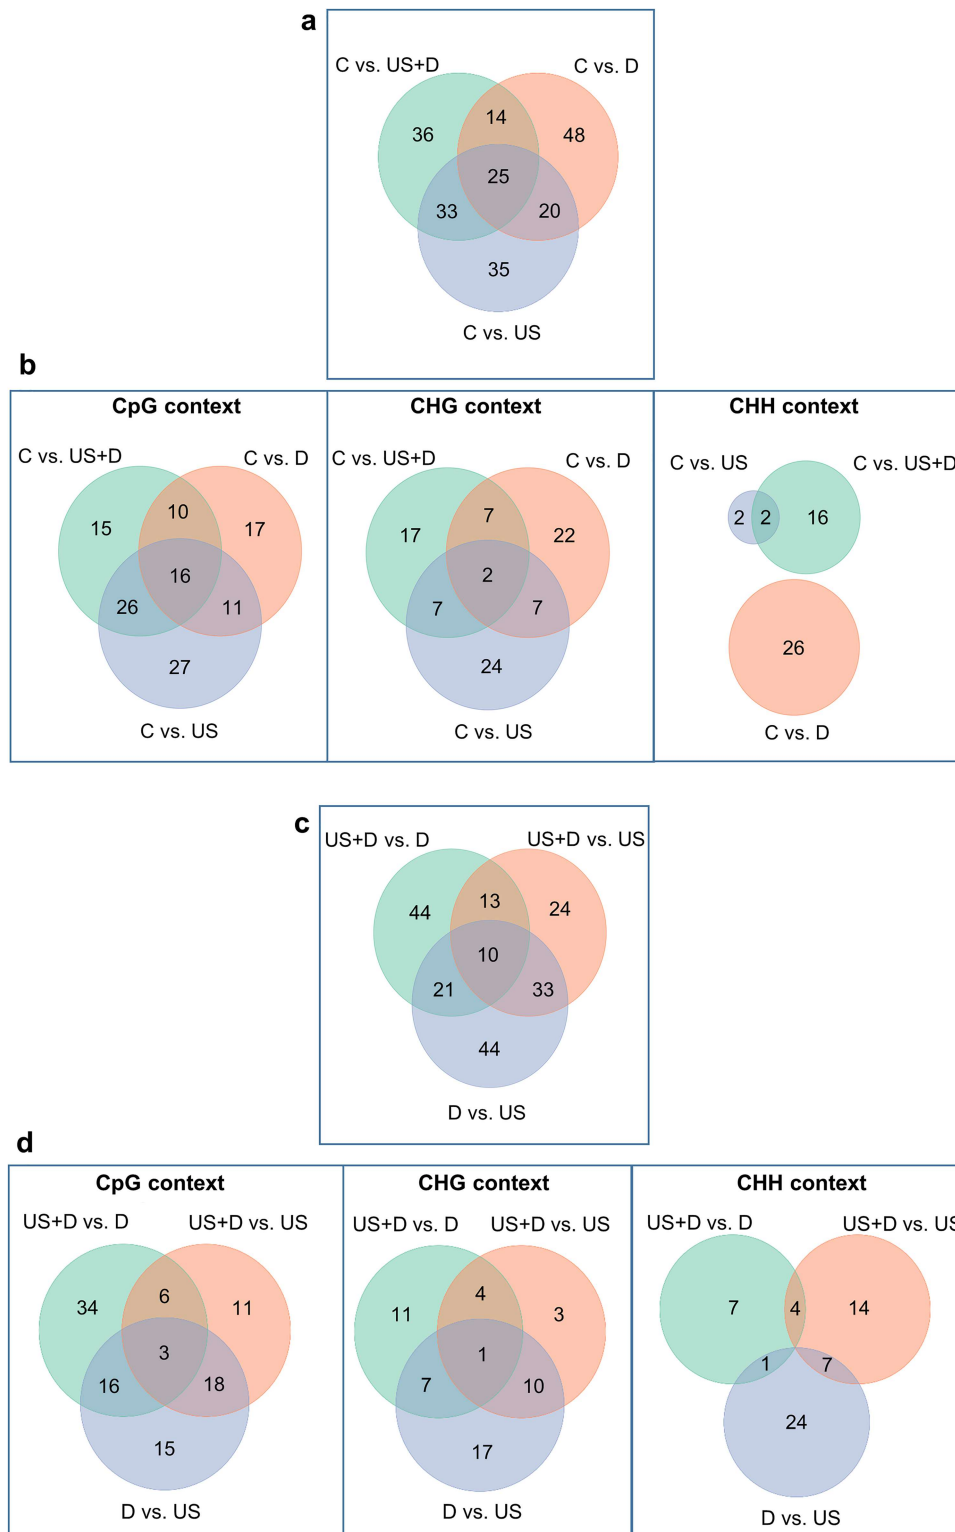 a
C vs. US+D
C vs. D
14
36
48
25
33
20
35
C vs. US
b
CpG context
C vs. US+D
C vs. D
10
15
17
16
26
11
27
C vs. US
CHG context
C vs. US+D
C vs. D
7
17
22
2
7
7
24
C vs. US
CHH context
C vs. US
C vs. US+D
2
2
16
26
C vs. D
c
US+D vs. D
US+D vs. US
13
44
24
10
21
33
44
D vs. US
d
CpG context
US+D vs. D
US+D vs. US
6
34
11
3
16
18
15
D vs. US
CHG context
US+D vs. D
US+D vs. US
4
11
3
1
7
10
17
D vs. US
CHH context
US+D vs. D
US+D vs. US
7
4
14
1
7
24
D vs. US